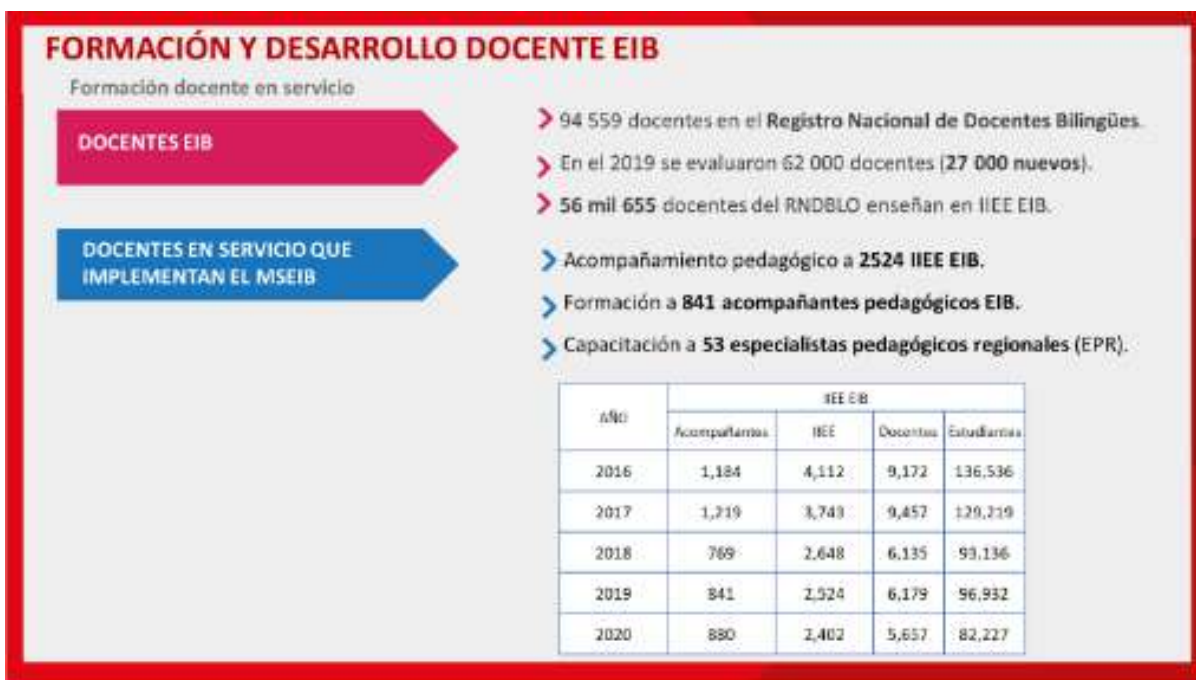 FORMACIÓN Y DESARROLLO DOCENTE EIB
Formación docente en servicio
DOCENTES EIB
94 559 docentes en el Registro Nacional de Docentes Bilingües.
En el 2019 se evaluaron 62 000 docentes (27 000 nuevos).
56 mil 655 docentes del RNDBLO enseñan en IIEE EIB.
DOCENTES EN SERVICIO QUE
IMPLEMENTAN EL MSEIB
Acompañamiento pedagógico a 2524 IIEE EIB.
Formación a 841 acompañantes pedagógicos EIB.
Capacitación a 53 especialistas pedagógicos regionales (EPR).
AÑO IIEE EIB
Acompañantes IIEE Docentes Estudiantes
2016 1,184 4,112 9,172 136,536
2017 1,219 3,743 9,457 129,219
2018 769 2,648 6,135 93,136
2019 841 2,524 6,179 96,932
2020 880 2,402 5,657 82,227